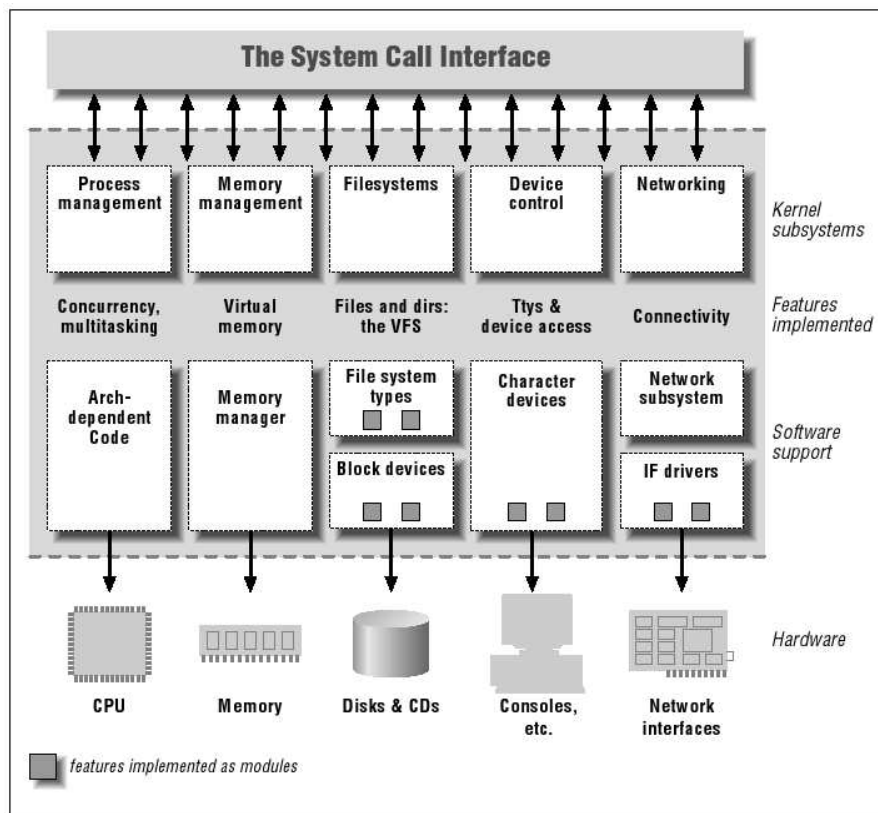 The System Call Interface
Process
management
Memory
management
Filesystems
Device
control
Networking
Kernel
subsystems
Concurrency,
multitasking
Virtual
memory
Files and dirs:
the VFS
Ttys &
device access
Connectivity
Features
implemented
Arch-
dependent
Code
Memory
manager
File system
types
Block devices
Character
devices
Network
subsystem
IF drivers
Software
support
Hardware
CPU
Memory
Disks & CDs
Consoles,
etc.
Network
interfaces
features implemented as modules